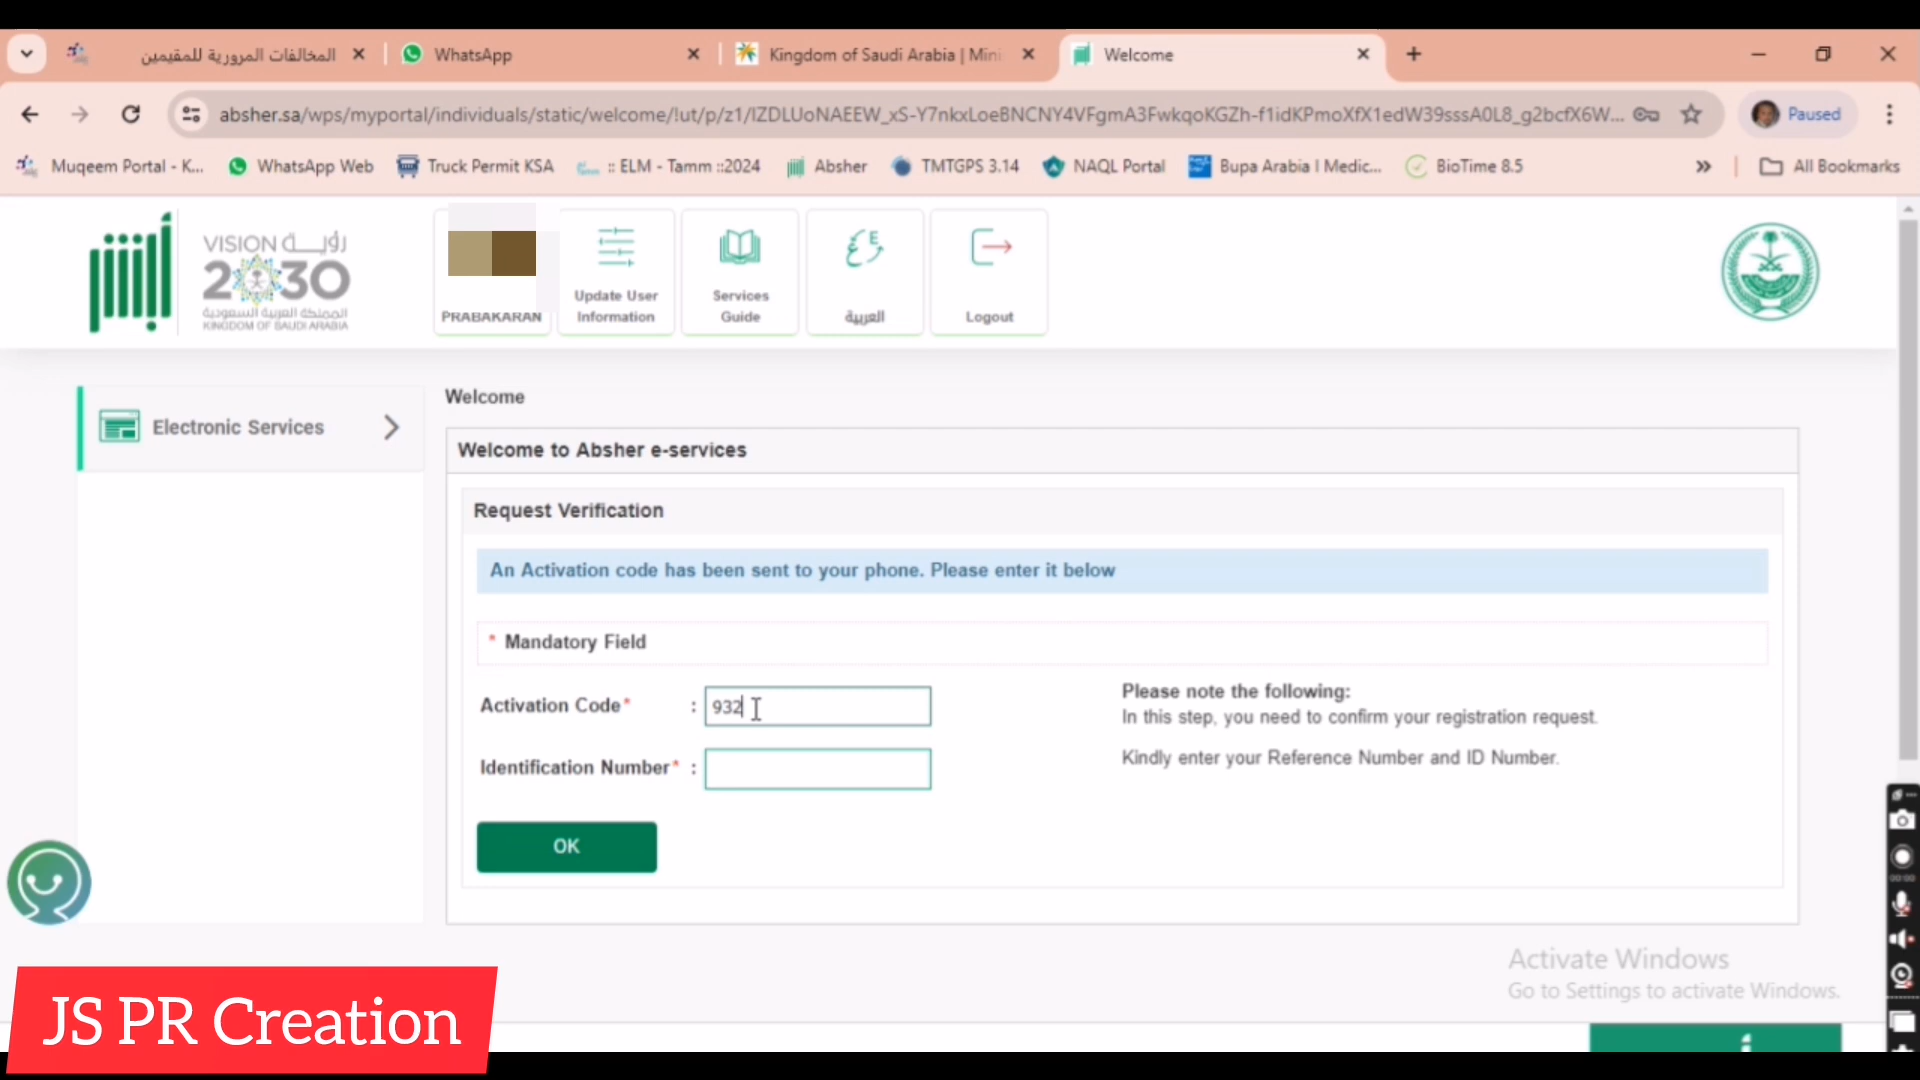 المخالفات المرورية للمقيمين
WhatsApp
Kingdom of Saudi Arabia | Mini
Welcome
absher.sa/wps/myportal/individuals/static/welcome/!ut/p/z1/IZDLUoNAEEW_xS-Y7nkxLoeBNCNY4VFgmA3FwkqoKGZh-f1idKPmoXfX1edW39sssA0L8_g2bcfX6W...
Paused
Muqeem Portal - K...
WhatsApp Web
Truck Permit KSA
:: ELM - Tamm ::2024
Absher
TMTGPS 3.14
NAQL Portal
Bupa Arabia I Medic...
BioTime 8.5
All Bookmarks
أبشر
VISION رؤيــة
2030
المملكة العربية السعودية
KINGDOM OF SAUDI ARABIA
PRABAKARAN
Update User
Information
Services
Guide
E ع
العربية
Logout
Electronic Services
Welcome
Welcome to Absher e-services
Request Verification
An Activation code has been sent to your phone. Please enter it below
* Mandatory Field
Activation Code* : 932
Identification Number* :
OK
Please note the following:
In this step, you need to confirm your registration request.
Kindly enter your Reference Number and ID Number.
Activate Windows
Go to Settings to activate Windows.
00:00
JS PR Creation